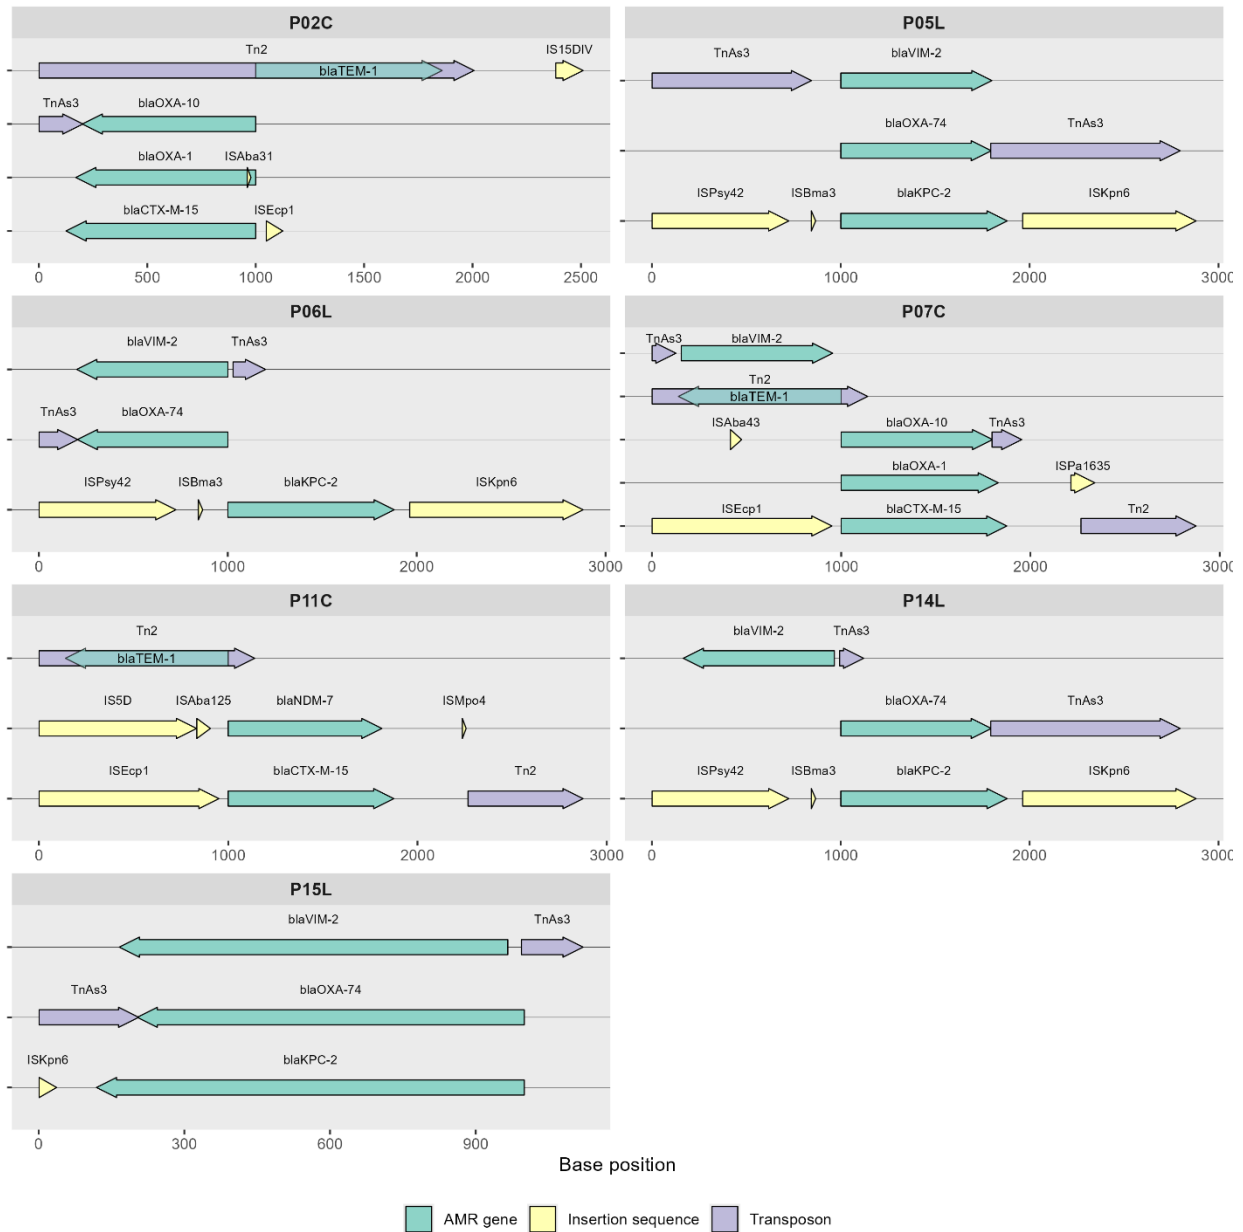 P02C
Tn2 IS15DIV
blaTEM-1
TnAs3 blaOXA-10
blaOXA-1 ISAba31
blaCTX-M-15 ISEcp1
0 500 1000 1500 2000 2500
P05L
TnAs3 blaVIM-2
blaOXA-74 TnAs3
ISPsy42 ISBma3 blaKPC-2 ISKpn6
0 1000 2000 3000
P06L
blaVIM-2 TnAs3
TnAs3 blaOXA-74
ISPsy42 ISBma3 blaKPC-2 ISKpn6
0 1000 2000 3000
P07C
TnAs3 blaVIM-2
Tn2
blaTEM-1
ISAba43 blaOXA-10 TnAs3
blaOXA-1 ISPa1635
ISEcp1 blaCTX-M-15 Tn2
0 1000 2000 3000
P11C
Tn2
blaTEM-1
IS5D ISAba125 blaNDM-7 ISMpo4
ISEcp1 blaCTX-M-15 Tn2
0 1000 2000 3000
P14L
blaVIM-2 TnAs3
blaOXA-74 TnAs3
ISPsy42 ISBma3 blaKPC-2 ISKpn6
0 1000 2000 3000
P15L
blaVIM-2 TnAs3
TnAs3 blaOXA-74
ISKpn6 blaKPC-2
0 300 600 900
Base position
AMR gene Insertion sequence Transposon